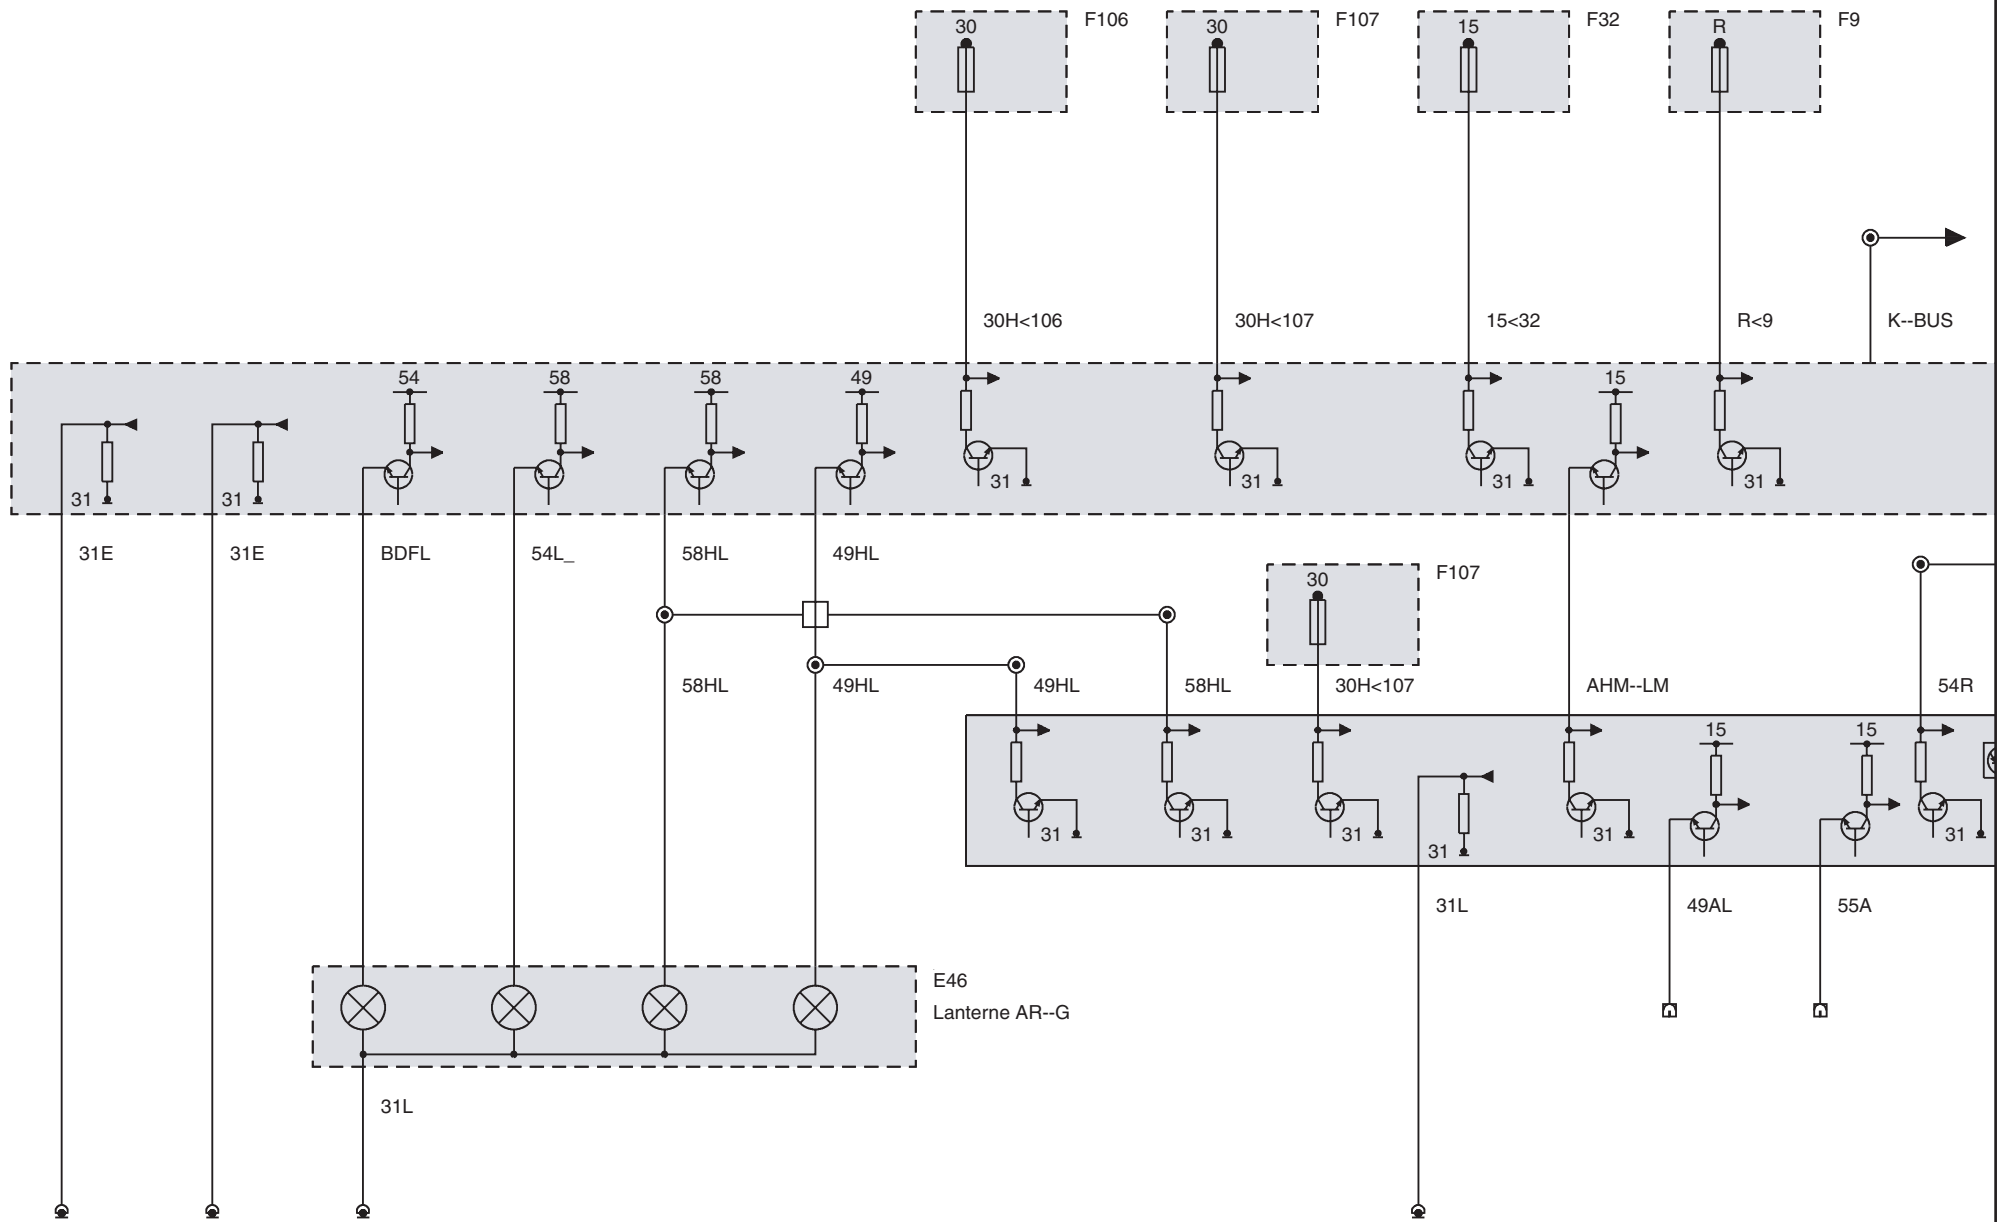 30 F106 30 F107 15 F32 R F9
30H<106 30H<107 15<32 R<9 K--BUS
54 58 58 49 15
31 31 31 31 31 31
31E 31E BDFL 54L_ 58HL 49HL
30 F107
58HL 49HL 49HL 58HL 30H<107 AHM--LM 54R
15 15
31 31 31 31 31 31
31L 49AL 55A
E46
Lanterne AR--G
31L